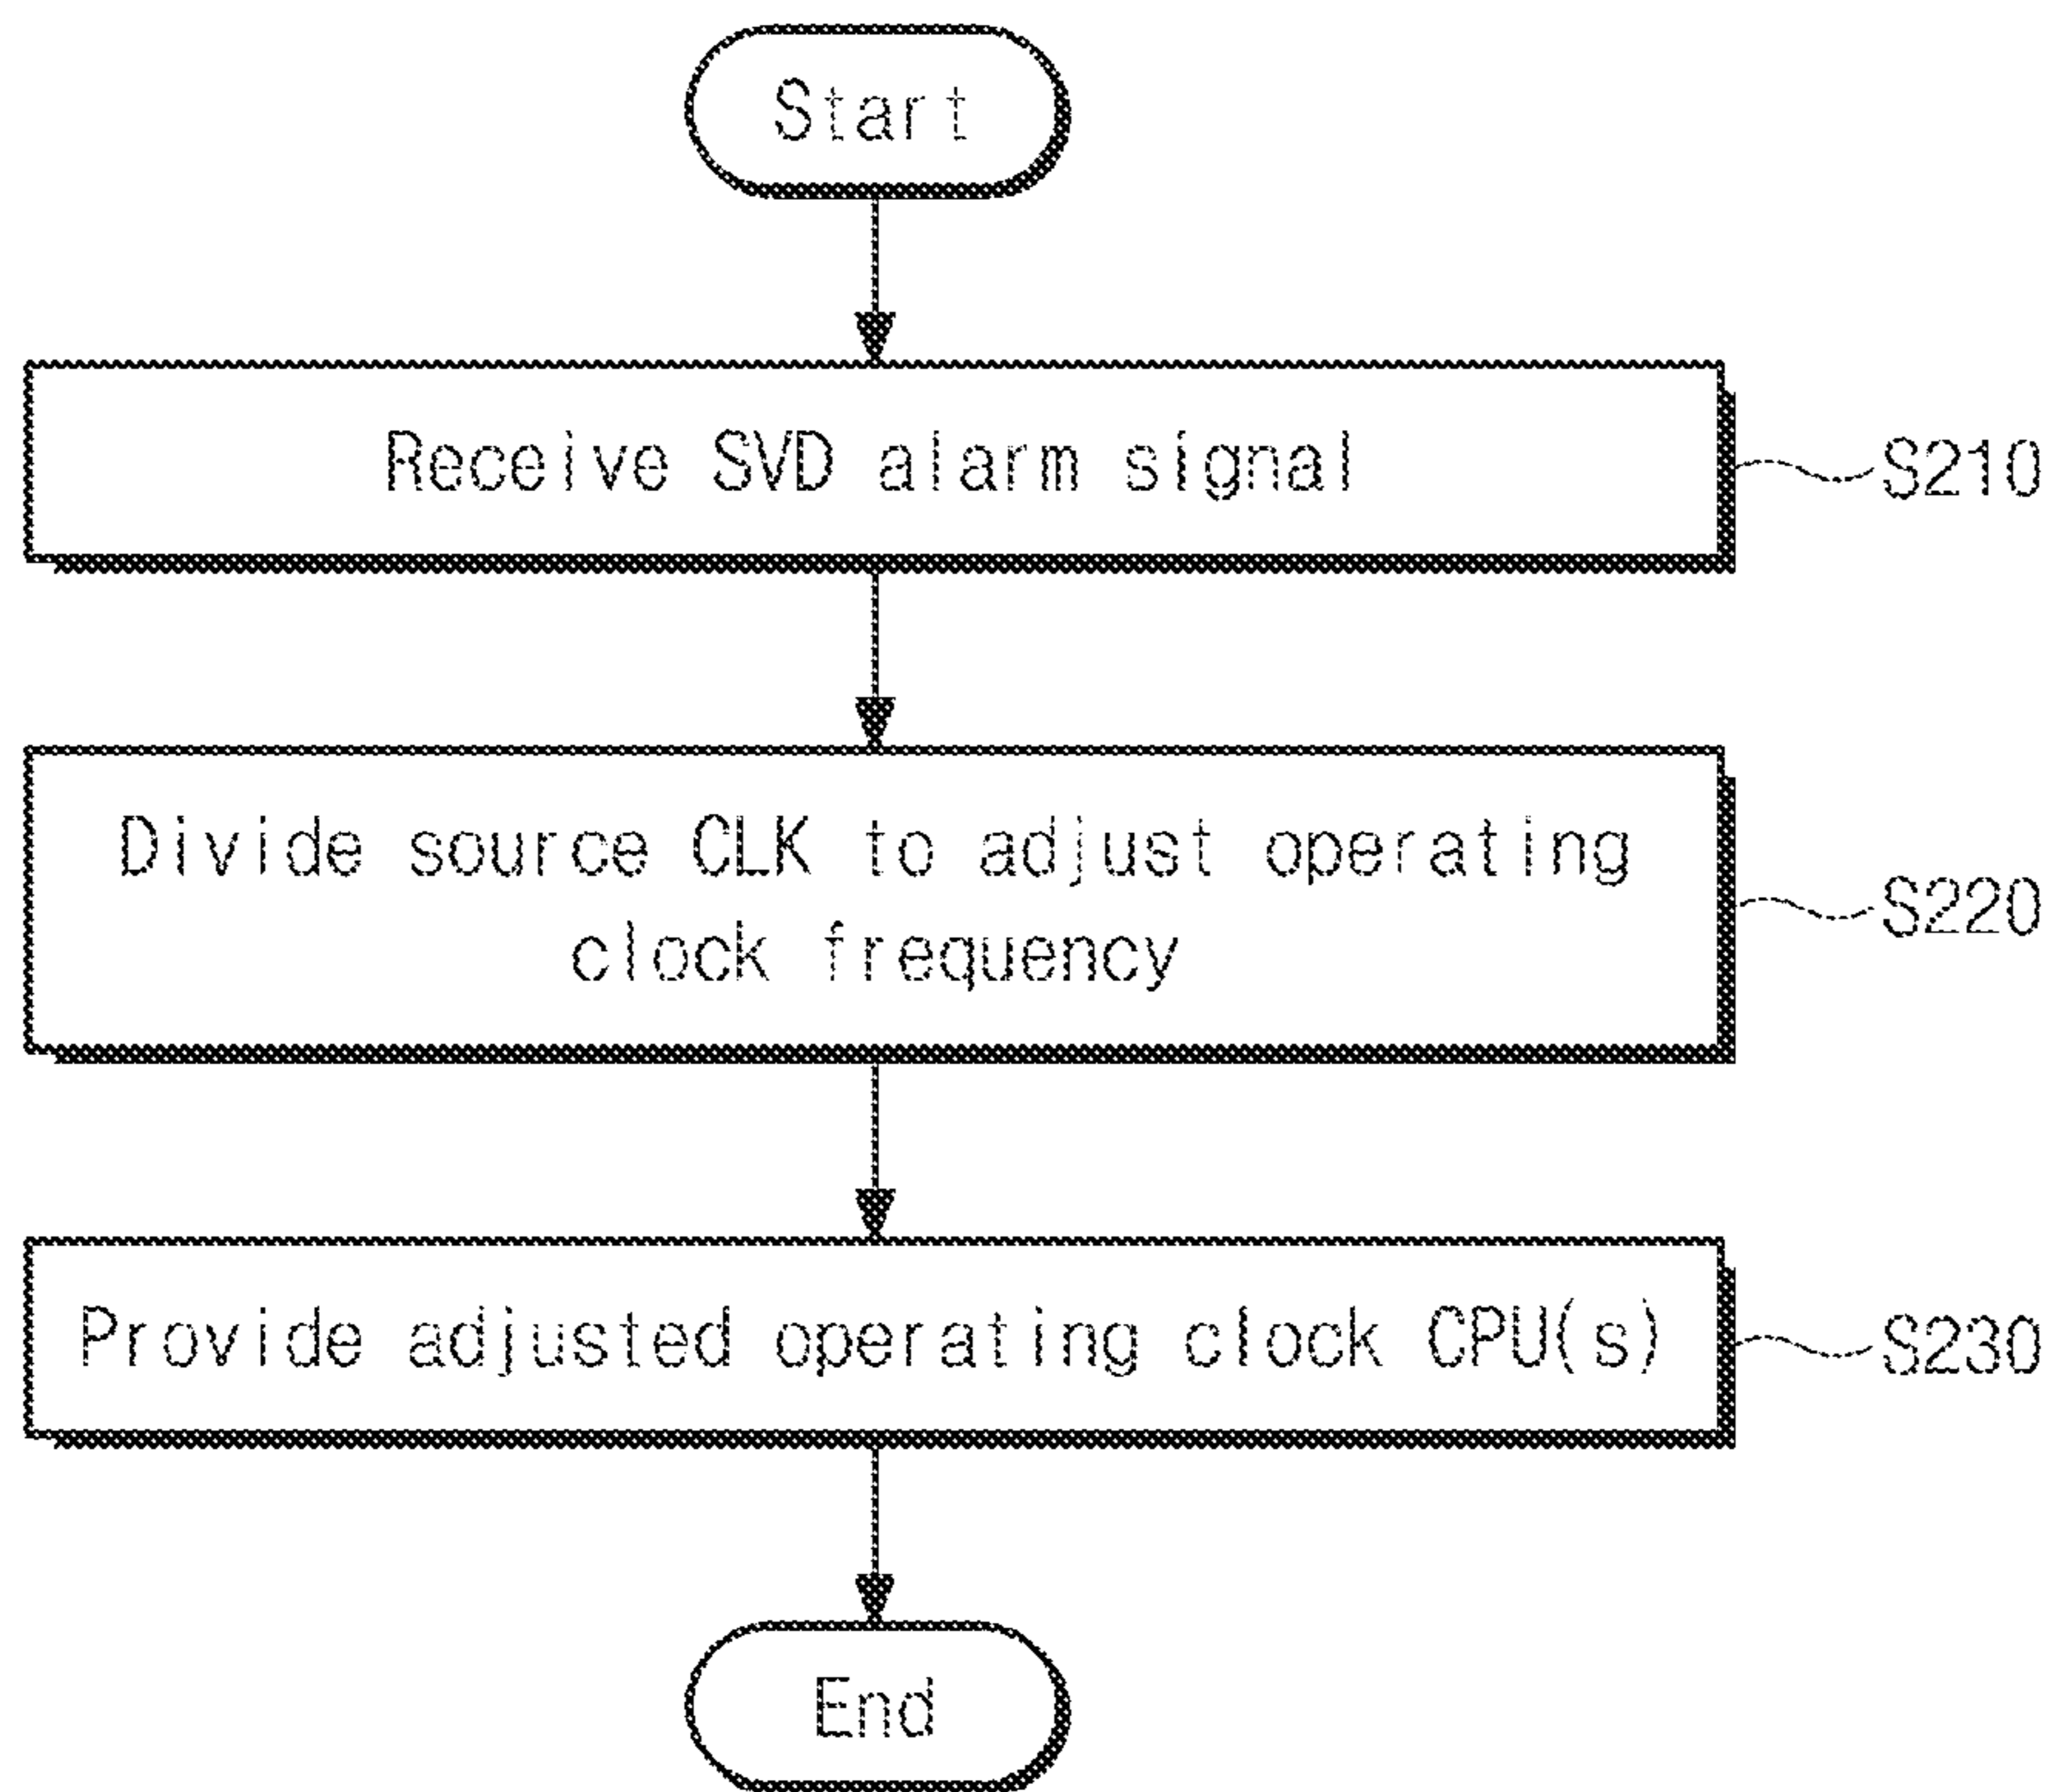 Start
Receive SVD alarm signal
S210
Divide source CLK to adjust operating
clock frequency
S220
Provide adjusted operating clock CPU(s)
S230
End